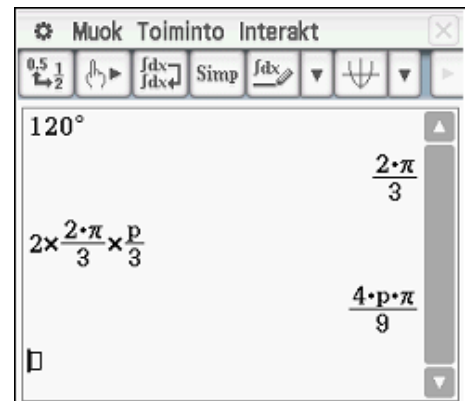 Muok Toiminto Interakt
0.5 1/2 ∫dx ∫dx Simp ∫dx
120°
2·π/3
2×2·π/3×p/3
4·p·π/9